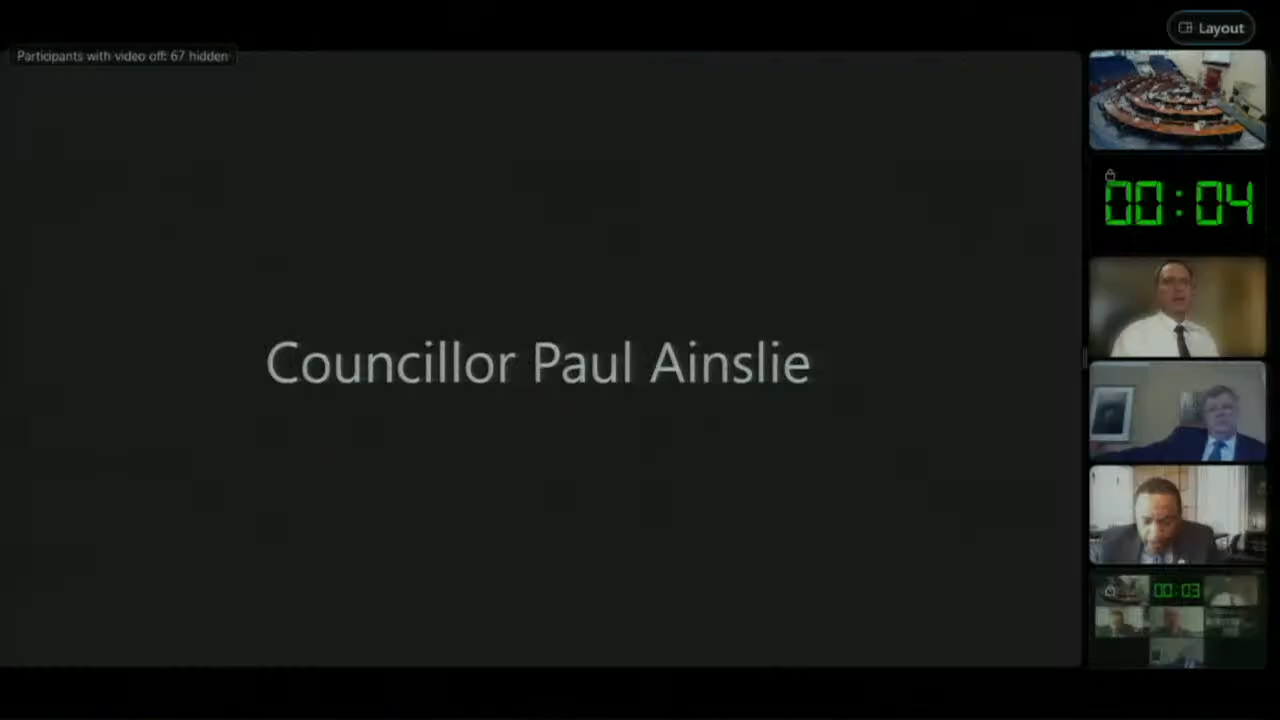 Layout
Participants with video off: 67 hidden
00:04
Councillor Paul Ainslie
00:03